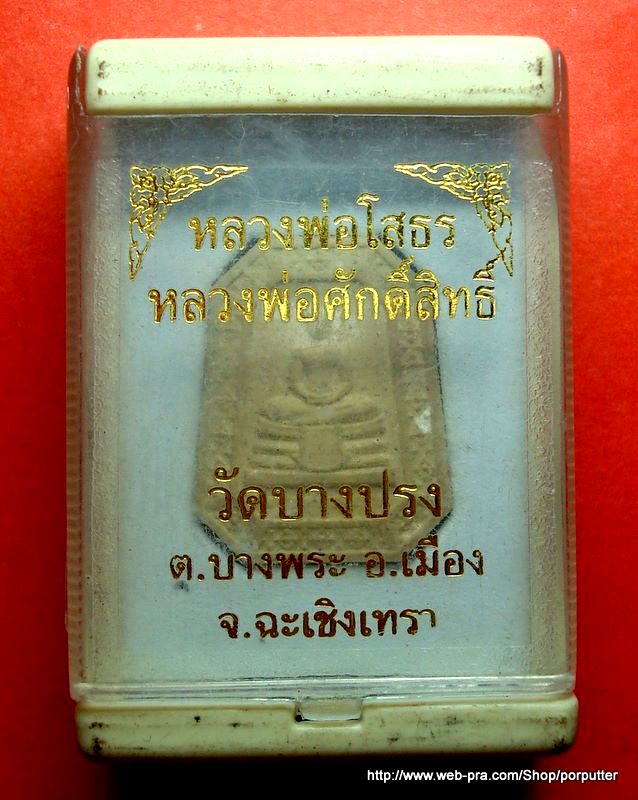 หลวงพ่อโสธร
หลวงพ่อศักดิ์สิทธิ์
วัดบางปรง
ต.บางพระ อ.เมือง
จ.ฉะเชิงเทรา
http://www.web-pra.com/Shop/porputter